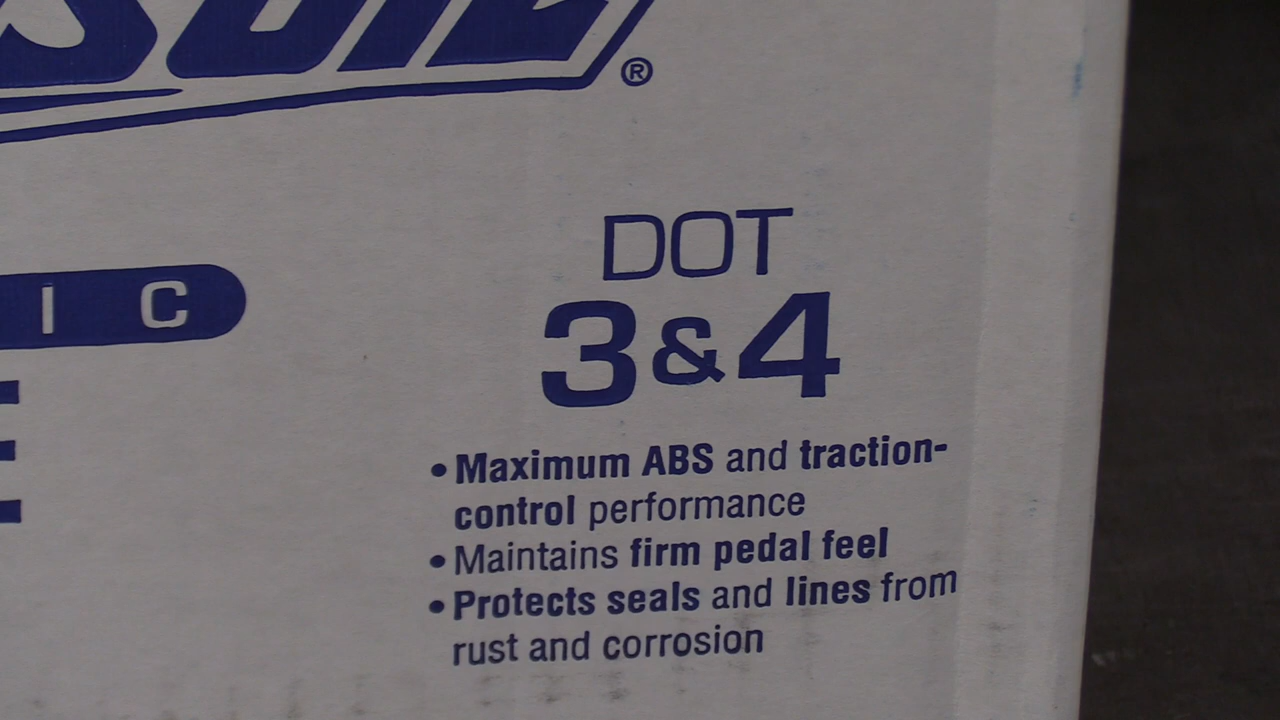 SOIL®
I C
E
DOT
3&4
• Maximum ABS and traction-
control performance
• Maintains firm pedal feel
• Protects seals and lines from
rust and corrosion